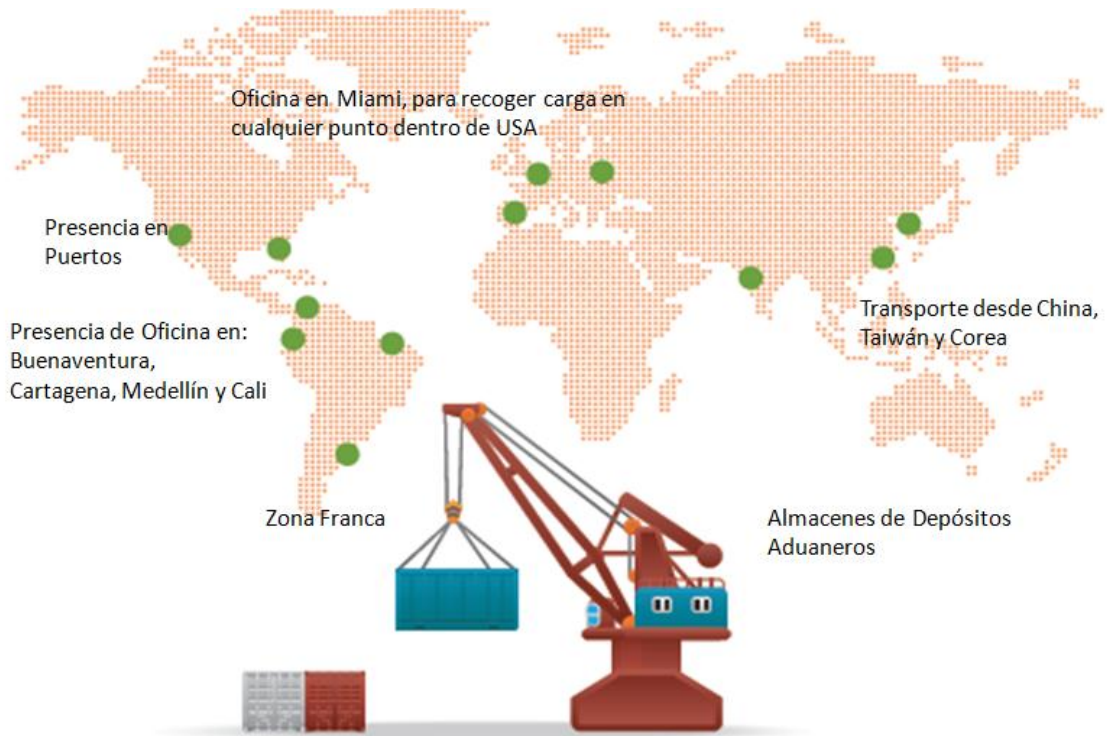 Oficina en Miami, para recoger carga en
cualquier punto dentro de USA
Presencia en
Puertos
Presencia de Oficina en:
Buenaventura,
Cartagena, Medellín y Cali
Transporte desde China,
Taiwán y Corea
Zona Franca
Almacenes de Depósitos
Aduaneros